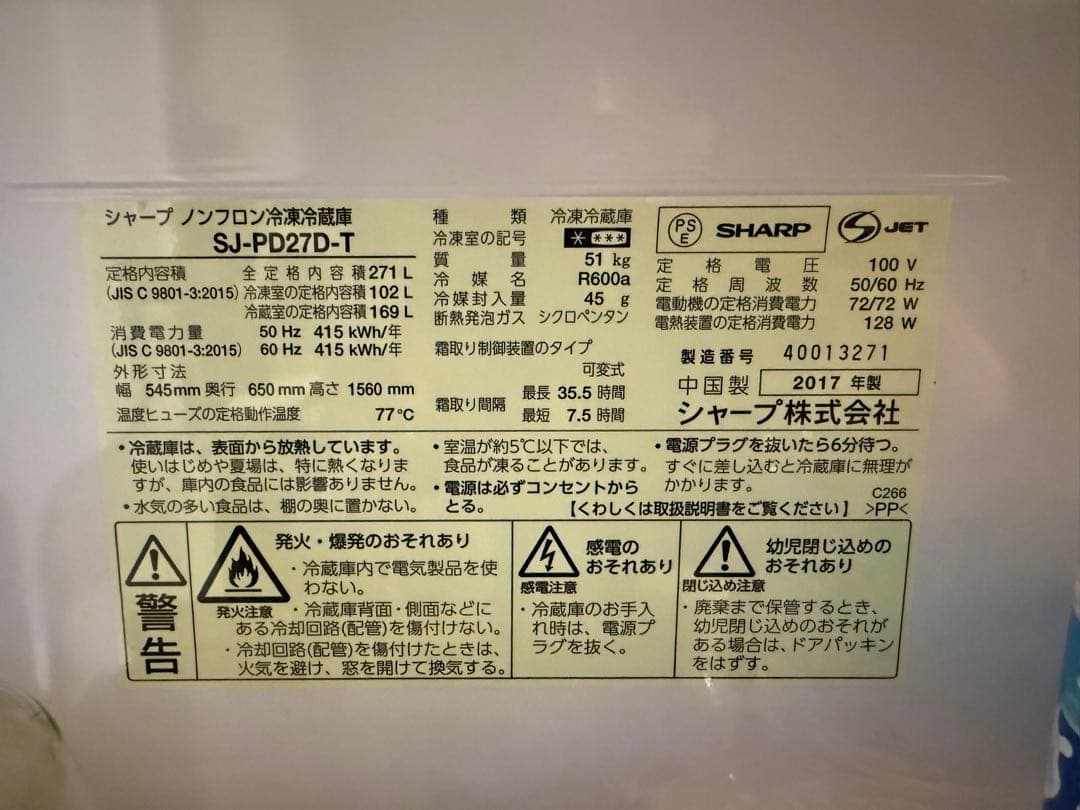 シャープ ノンフロン冷凍冷蔵庫
SJ-PD27D-T
定格内容積 全定格内容積 271 L
(JIS C 9801-3:2015) 冷凍室の定格内容積 102 L
冷蔵室の定格内容積 169 L
消費電力量 50 Hz 415 kWh/年
(JIS C 9801-3:2015) 60 Hz 415 kWh/年
外形寸法
幅 545mm 奥行 650mm 高さ 1560 mm
温度ヒューズの定格動作温度 77℃
種類 冷凍冷蔵庫
冷凍室の記号 * ***
質量 51 kg
冷媒名 R600a
冷媒封入量 45 g
断熱発泡ガス シクロペンタン
霜取り制御装置のタイプ
可変式
霜取り間隔 最長 35.5 時間
最短 7.5 時間
PS E SHARP S JET
定格電圧 100 V
定格周波数 50/60 Hz
電動機の定格消費電力 72/72 W
電熱装置の定格消費電力 128 W
製造番号 40013271
中国製 2017 年製
シャープ株式会社
・冷蔵庫は、表面から放熱しています。
使いはじめや夏場は、特に熱くなりま
すが、庫内の食品には影響ありません。
・水気の多い食品は、棚の奥に置かない。
・室温が約5℃以下では、
食品が凍ることがあります。
・電源は必ずコンセントから
とる。
・電源プラグを抜いたら6分待つ。
すぐに差し込むと冷蔵庫に無理が
かかります。
C266
【くわしくは取扱説明書をご覧ください】 >PP<
警告
発火・爆発のおそれあり
発火注意
・冷蔵庫内で電気製品を使
わない。
・冷蔵庫背面・側面などに
ある冷却回路(配管)を傷付けない。
・冷却回路(配管)を傷付けたときは、
火気を避け、窓を開けて換気する。
感電の
おそれあり
感電注意
・冷蔵庫のお手入
れ時は、電源プ
ラグを抜く。
幼児閉じ込めの
おそれあり
閉じ込め注意
・廃棄まで保管するとき、
幼児閉じ込めのおそれが
ある場合は、ドアパッキン
をはずす。